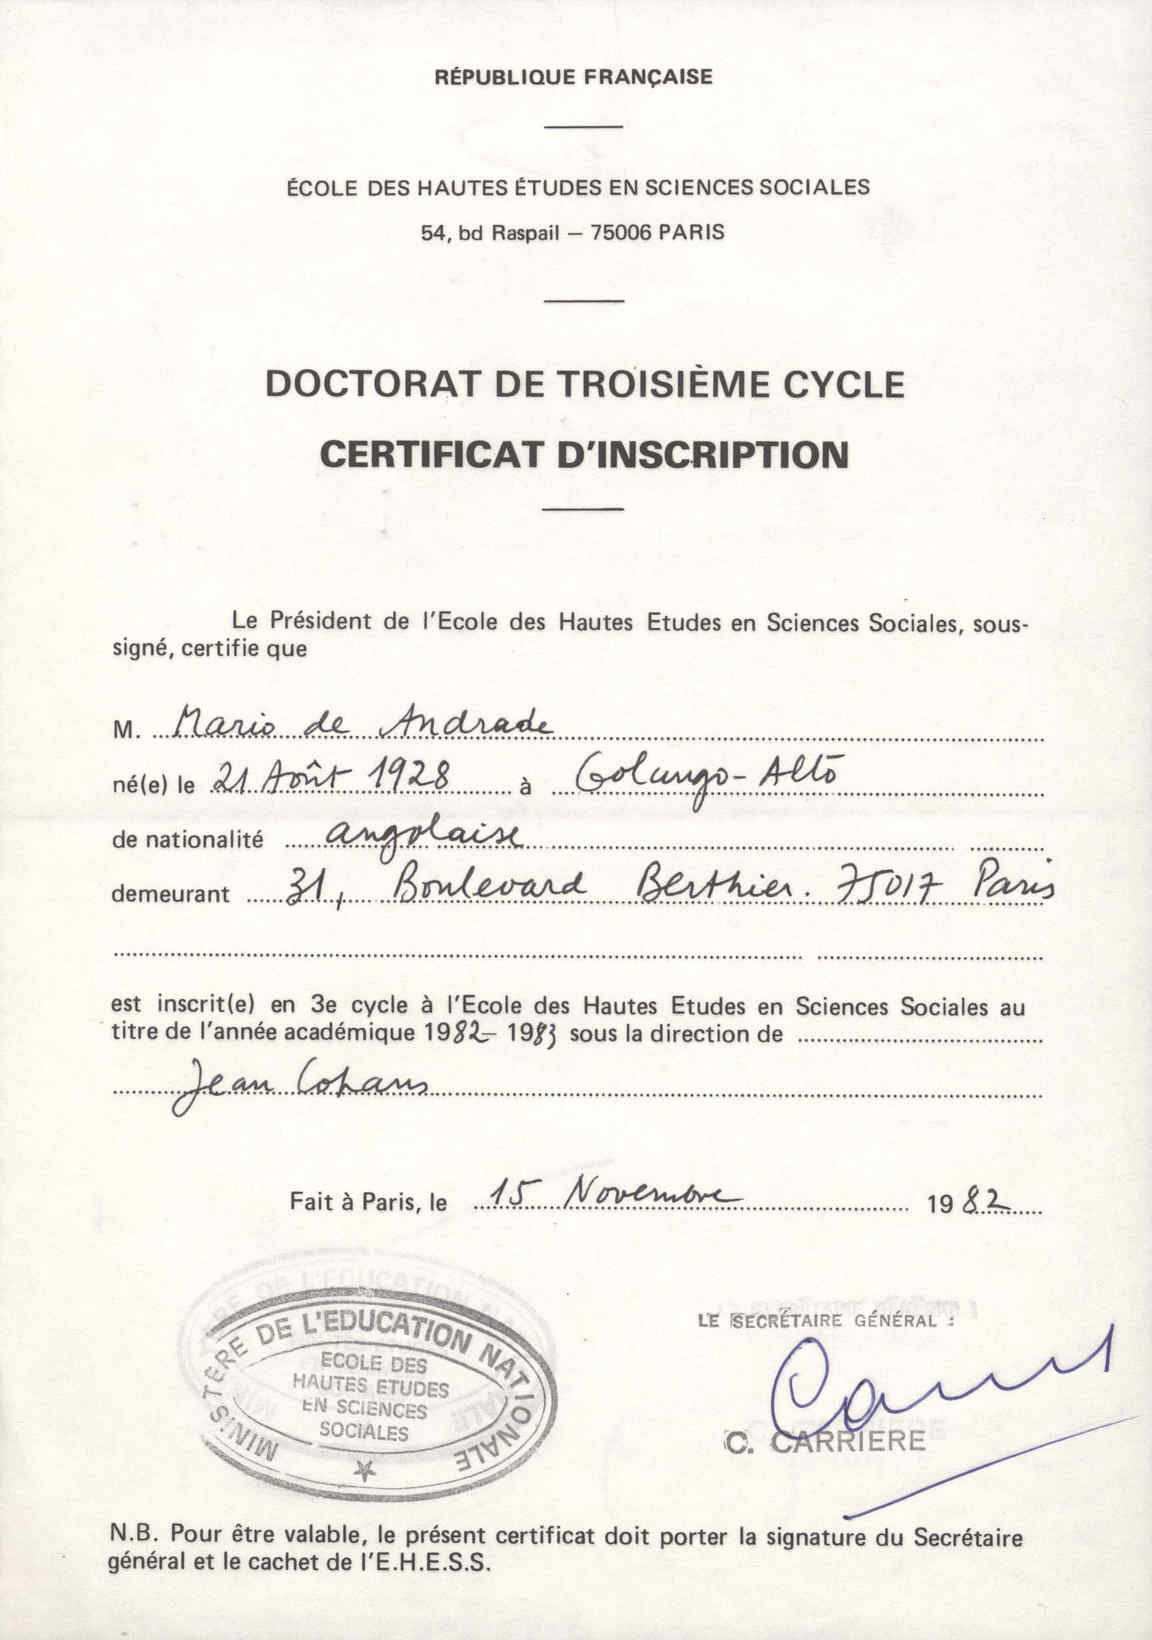 RÉPUBLIQUE FRANÇAISE
ÉCOLE DES HAUTES ÉTUDES EN SCIENCES SOCIALES
54, bd Raspail — 75006 PARIS
DOCTORAT DE TROISIÈME CYCLE
CERTIFICAT D'INSCRIPTION
Le Président de l'Ecole des Hautes Etudes en Sciences Sociales, sous-
signé, certifie que
M. Mario de Andrade
né(e) le 21 Août 1928 à Golungo-Alto
de nationalité angolaise
demeurant 31, Boulevard Berthier. 75017 Paris
est inscrit(e) en 3e cycle à l'Ecole des Hautes Etudes en Sciences Sociales au
titre de l'année académique 1982-1983 sous la direction de
Jean Copans
Fait à Paris, le 15 Novembre 1982
MINISTÈRE DE L'EDUCATION NATIONALE
ECOLE DES
HAUTES ETUDES
EN SCIENCES
SOCIALES
LE SECRÉTAIRE GÉNÉRAL :
C. CARRIERE
N.B. Pour être valable, le présent certificat doit porter la signature du Secrétaire
général et le cachet de l'E.H.E.S.S.